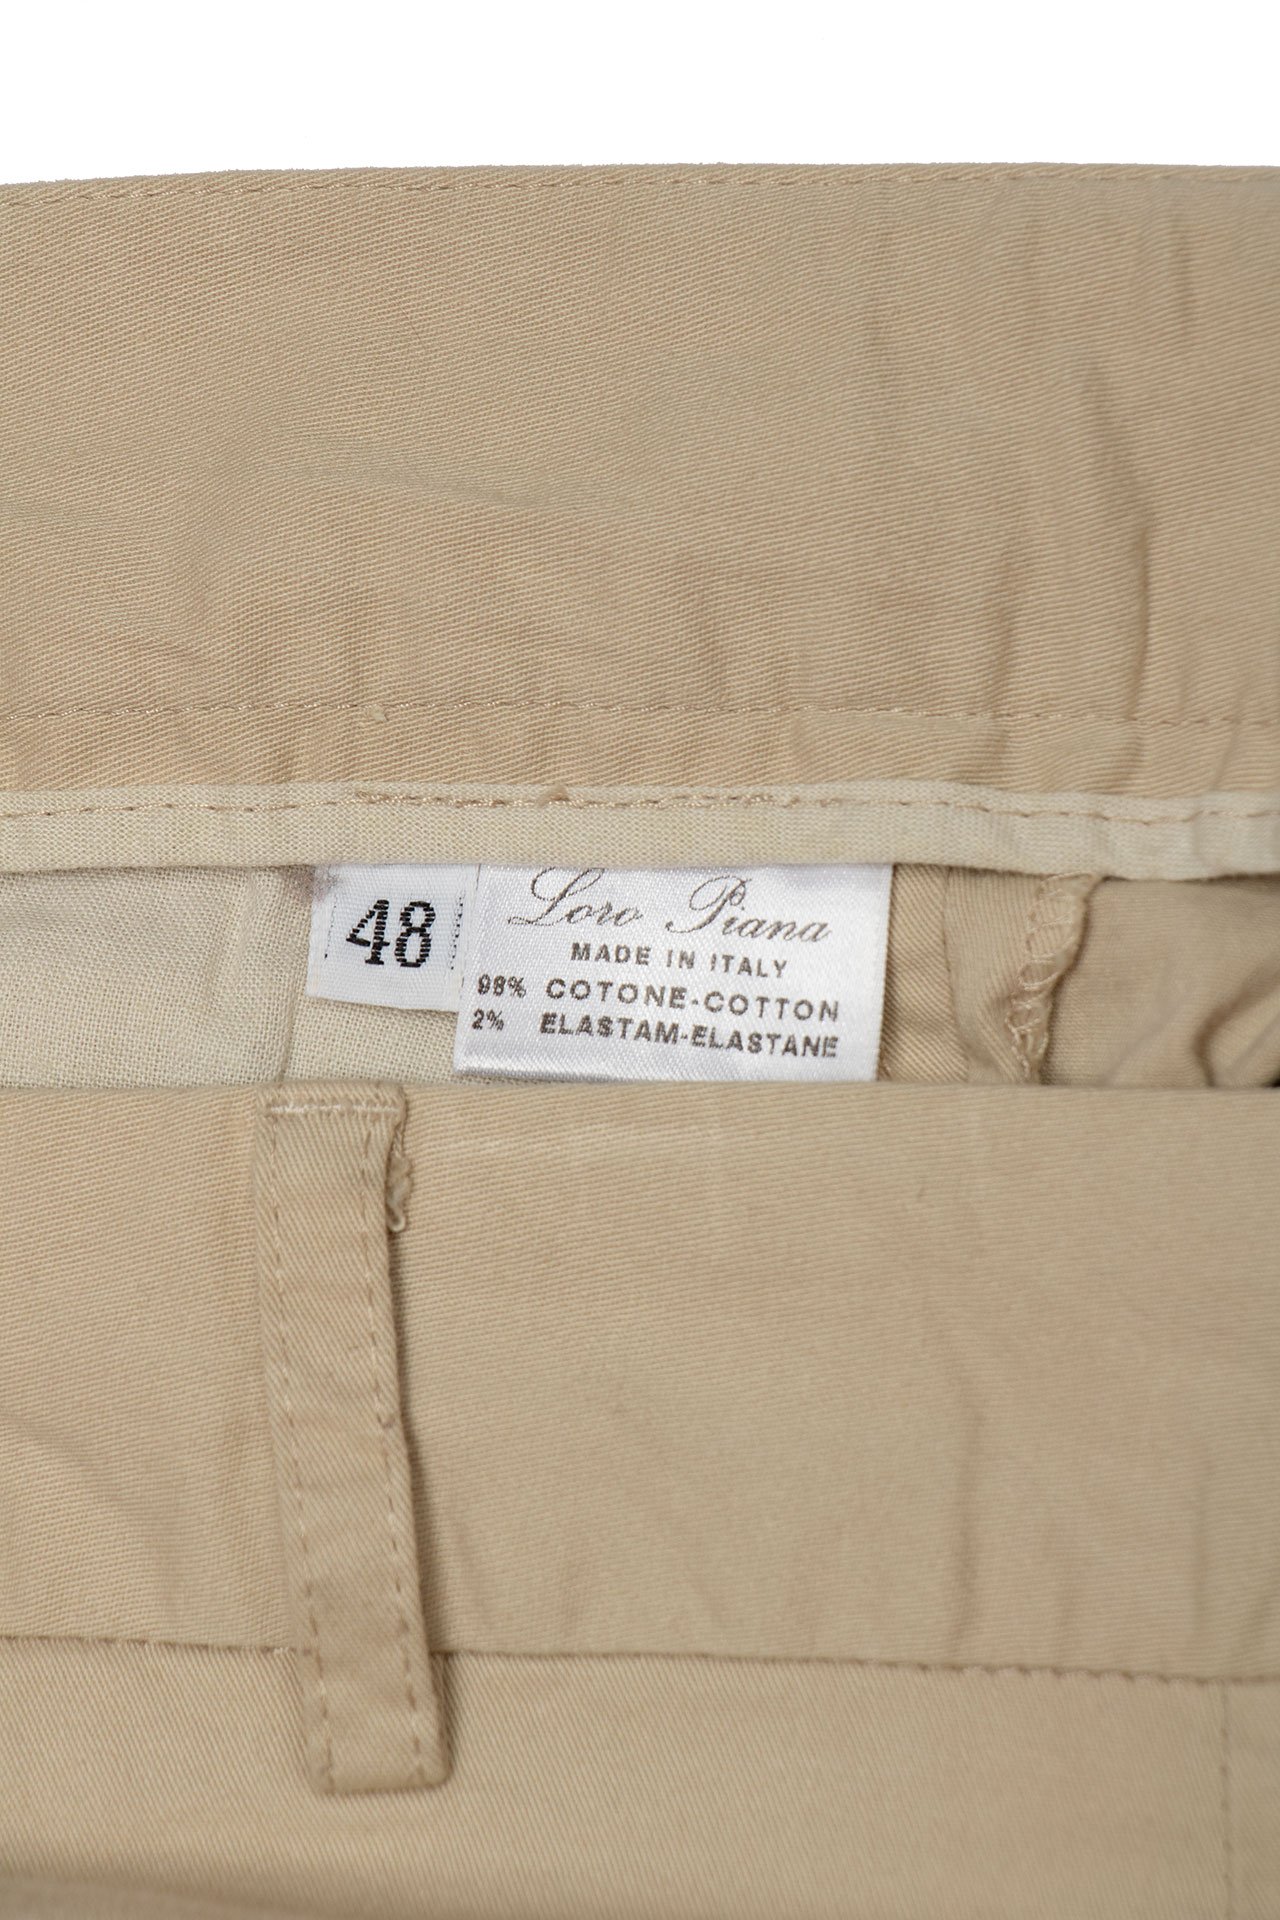 48
Loro Piana
MADE IN ITALY
98% COTONE-COTTON
2% ELASTAM-ELASTANE